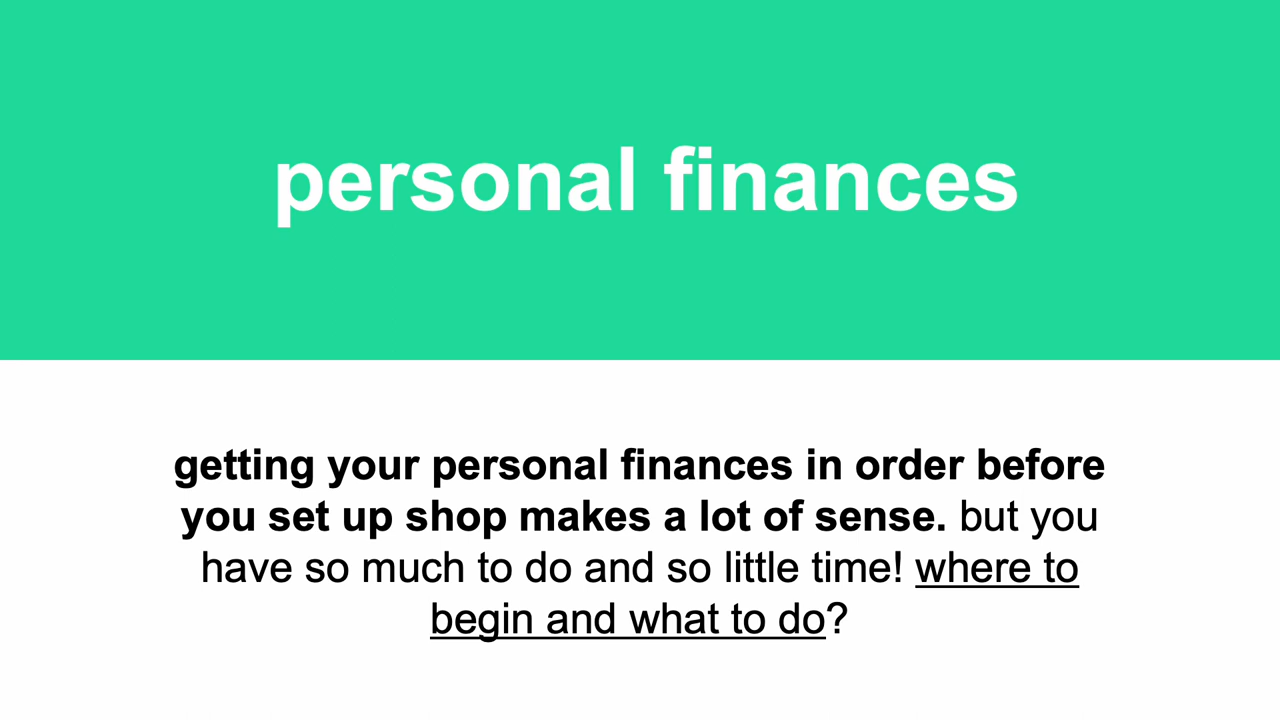 personal finances
getting your personal finances in order before
you set up shop makes a lot of sense. but you
have so much to do and so little time! where to
begin and what to do?